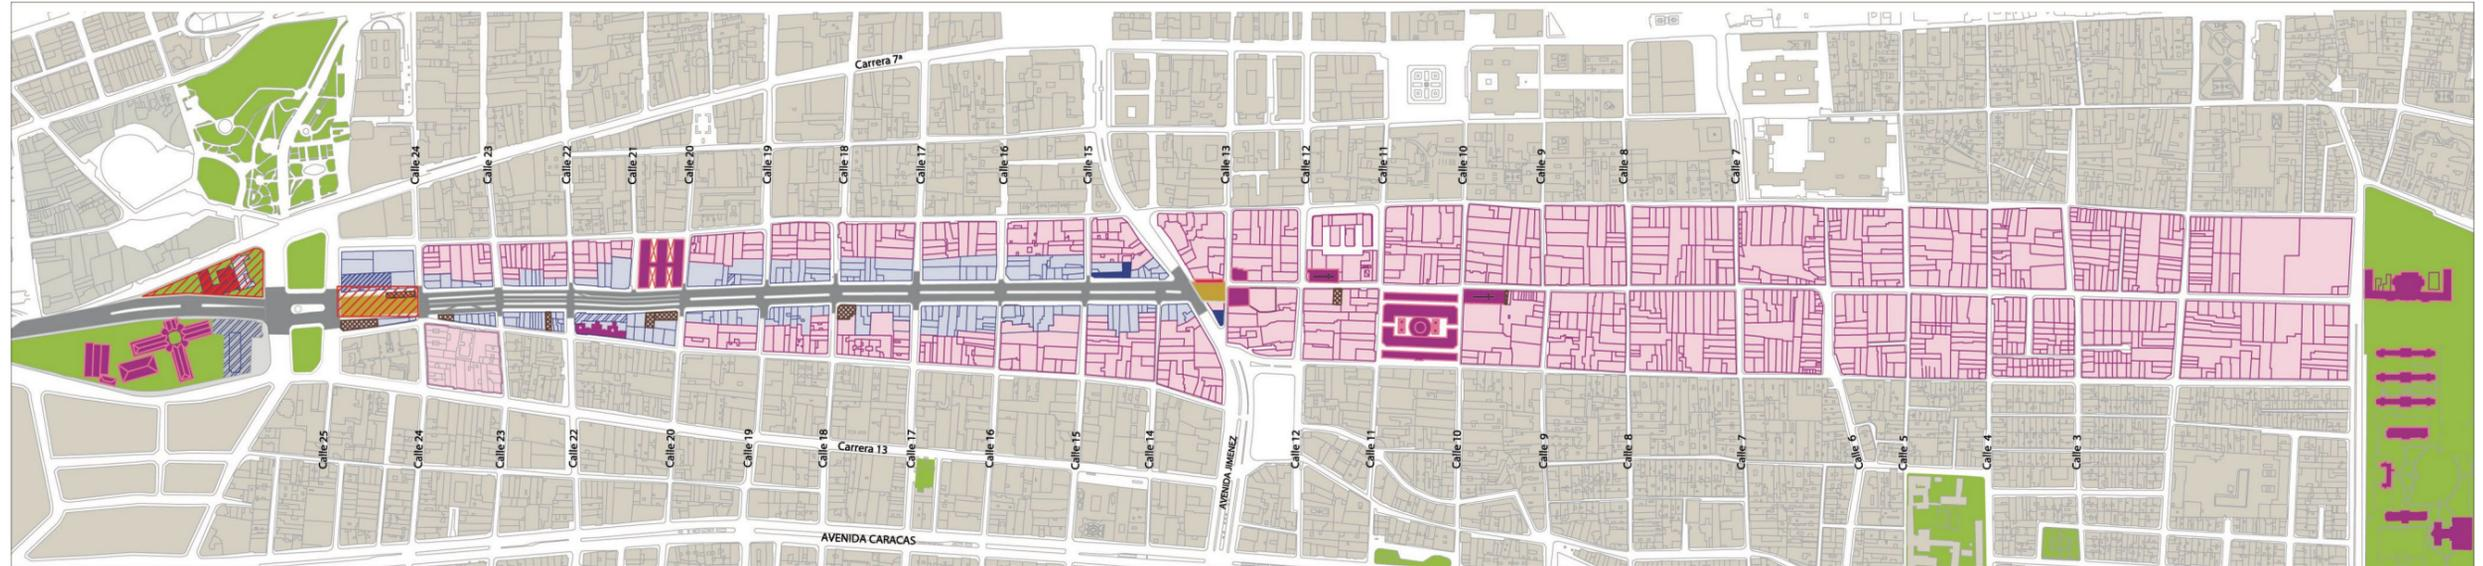 Carrera 7ª
Calle 24
Calle 23
Calle 22
Calle 21
Calle 20
Calle 19
Calle 18
Calle 17
Calle 16
Calle 15
Calle 13
Calle 12
Calle 11
Calle 10
Calle 9
Calle 8
Calle 7
Calle 25
Calle 24
Calle 23
Calle 22
Calle 20
Calle 19
Calle 18
Carrera 13
Calle 17
Calle 16
Calle 15
Calle 14
AVENIDA JIMENEZ
Calle 12
Calle 11
Calle 10
Calle 9
Calle 8
Calle 7
Calle 6
Calle 5
Calle 4
Calle 3
AVENIDA CARACAS